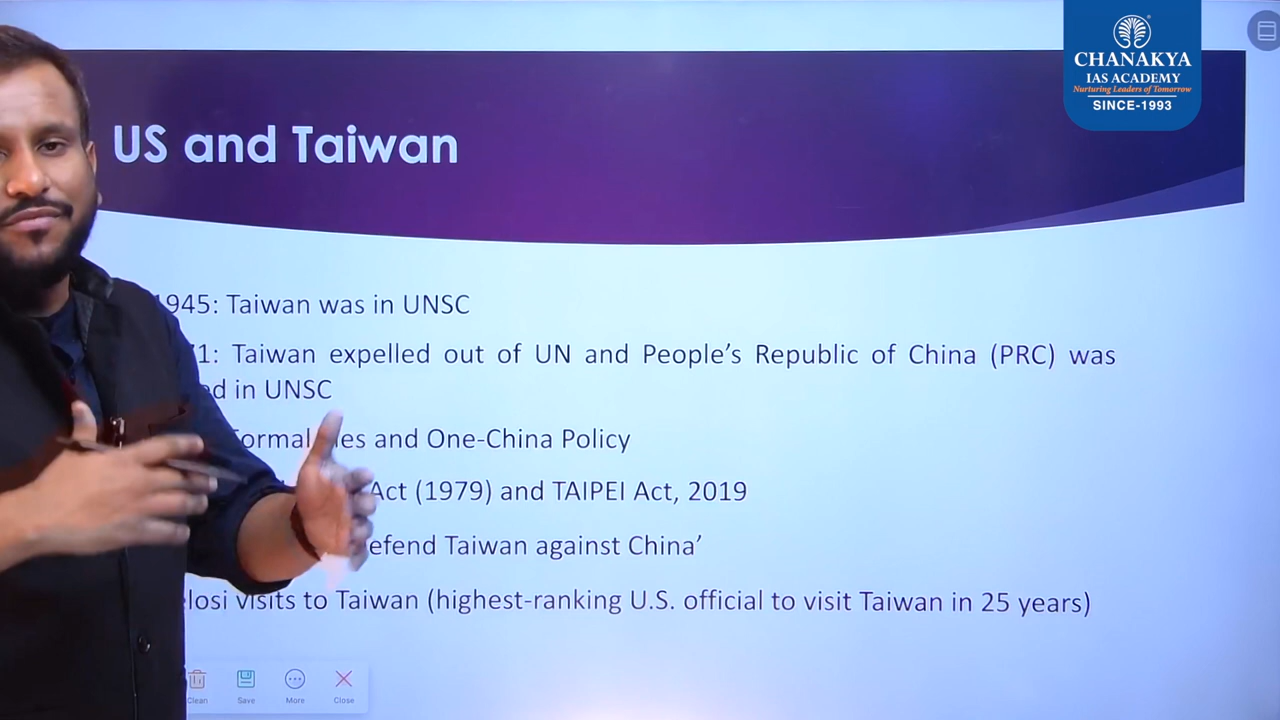 CHANAKYA
IAS ACADEMY
Nurturing Leaders of Tomorrow
SINCE-1993
US and Taiwan
1945: Taiwan was in UNSC
1: Taiwan expelled out of UN and People's Republic of China (PRC) was
ed in UNSC
Formal and One-China Policy
Act (1979) and TAIPEI Act, 2019
efend Taiwan against China'
losi visits to Taiwan (highest-ranking U.S. official to visit Taiwan in 25 years)
Clean Save More Close